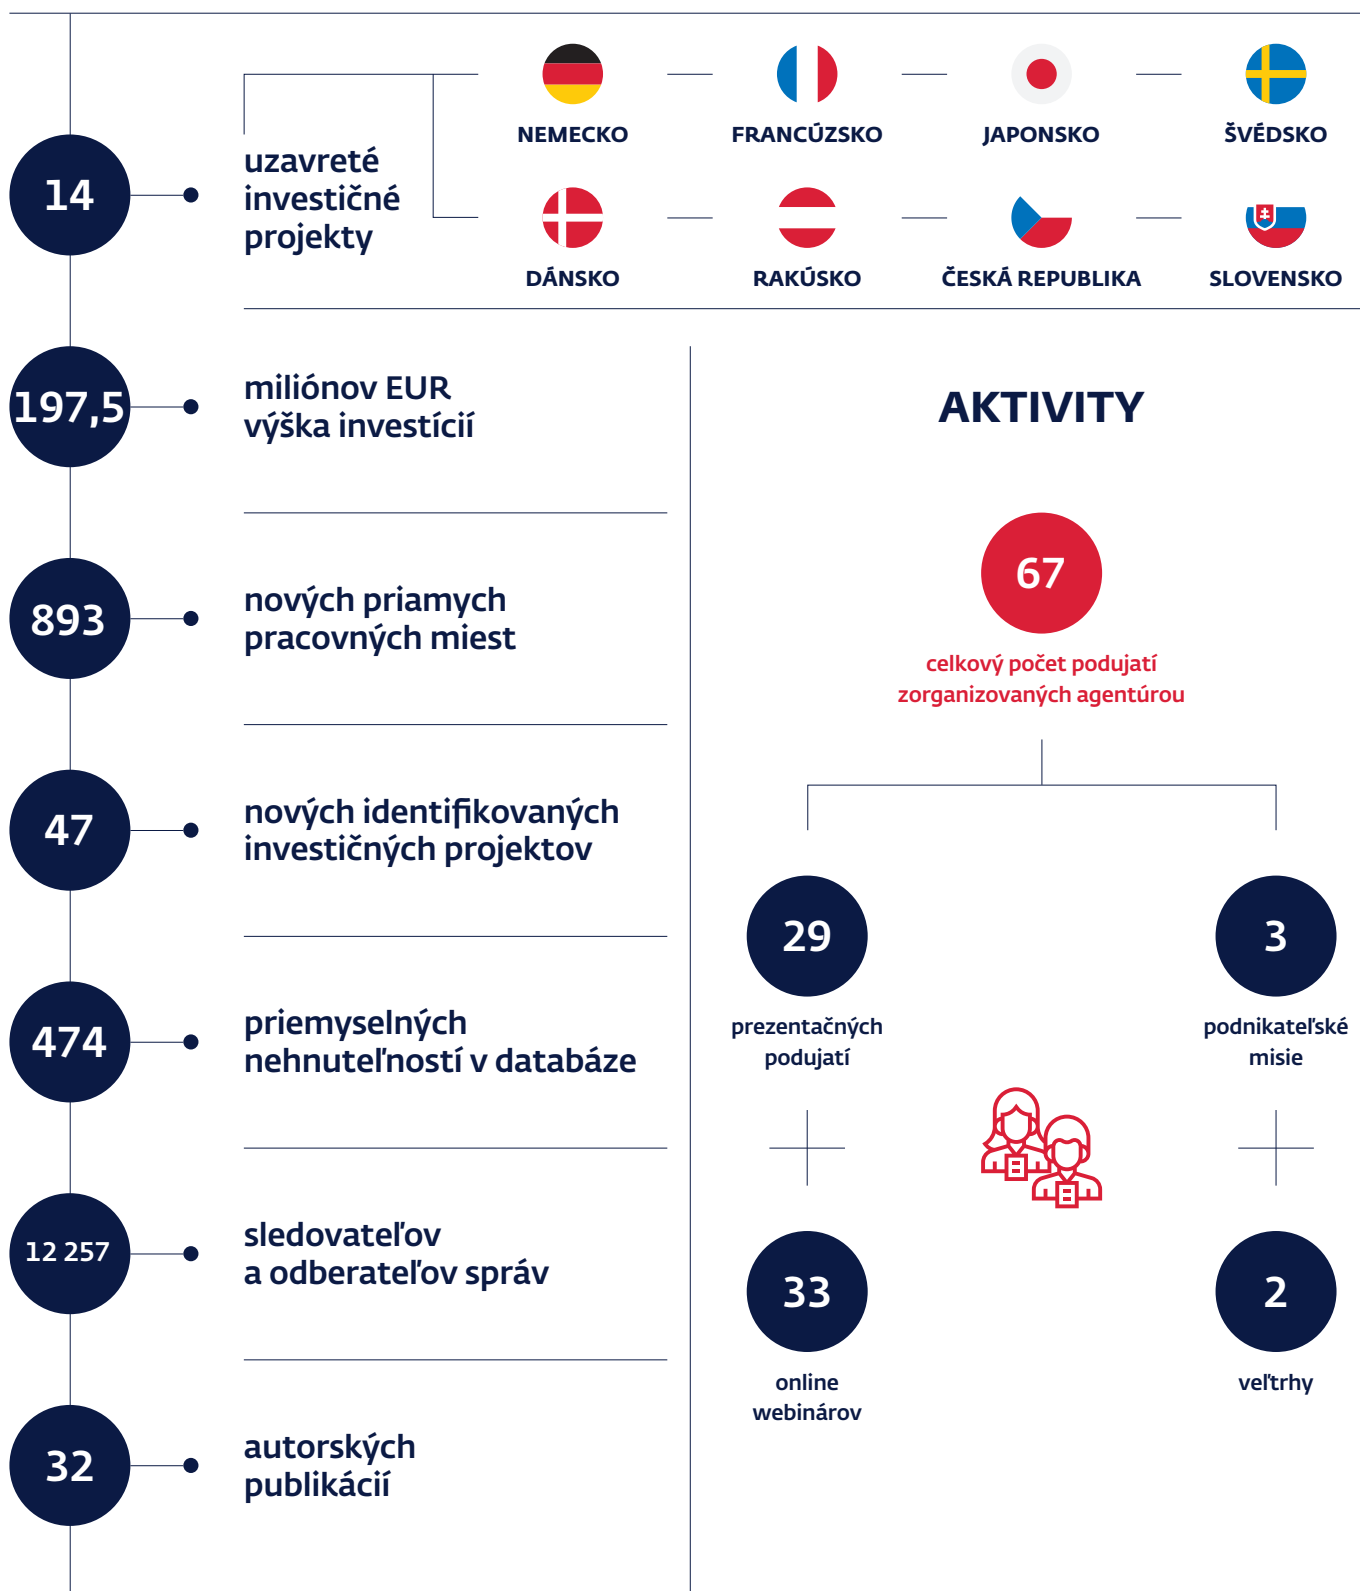 14
uzavreté
investičné
projekty
NEMECKO
FRANCÚZSKO
JAPONSKO
ŠVÉDSKO
DÁNSKO
RAKÚSKO
ČESKÁ REPUBLIKA
SLOVENSKO
197,5
miliónov EUR
výška investícií
893
nových priamych
pracovných miest
47
nových identifikovaných
investičných projektov
474
priemyselných
nehnuteľností v databáze
12 257
sledovateľov
a odberateľov správ
32
autorských
publikácií
AKTIVITY
67
celkový počet podujatí
zorganizovaných agentúrou
29
prezentačných
podujatí
3
podnikateľské
misie
33
online
webinárov
2
veľtrhy